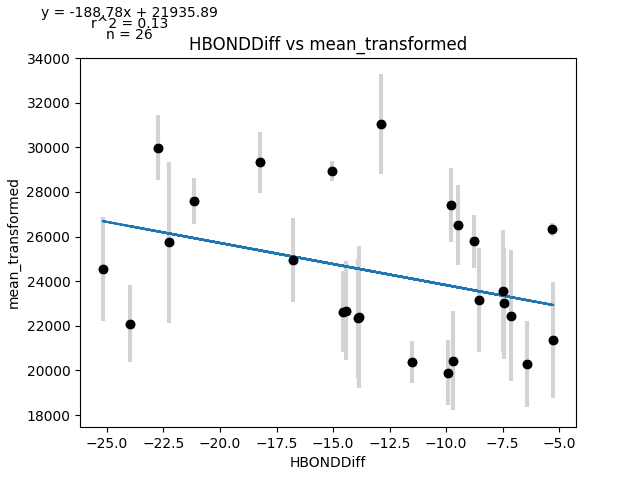 y = -188.78x + 21935.89
r^2 = 0.13
n = 26
HBONDDiff vs mean_transformed
34000
32000
30000
28000
26000
24000
22000
20000
18000
mean_transformed
−25.0 −22.5 −20.0 −17.5 −15.0 −12.5 −10.0 −7.5 −5.0
HBONDDiff